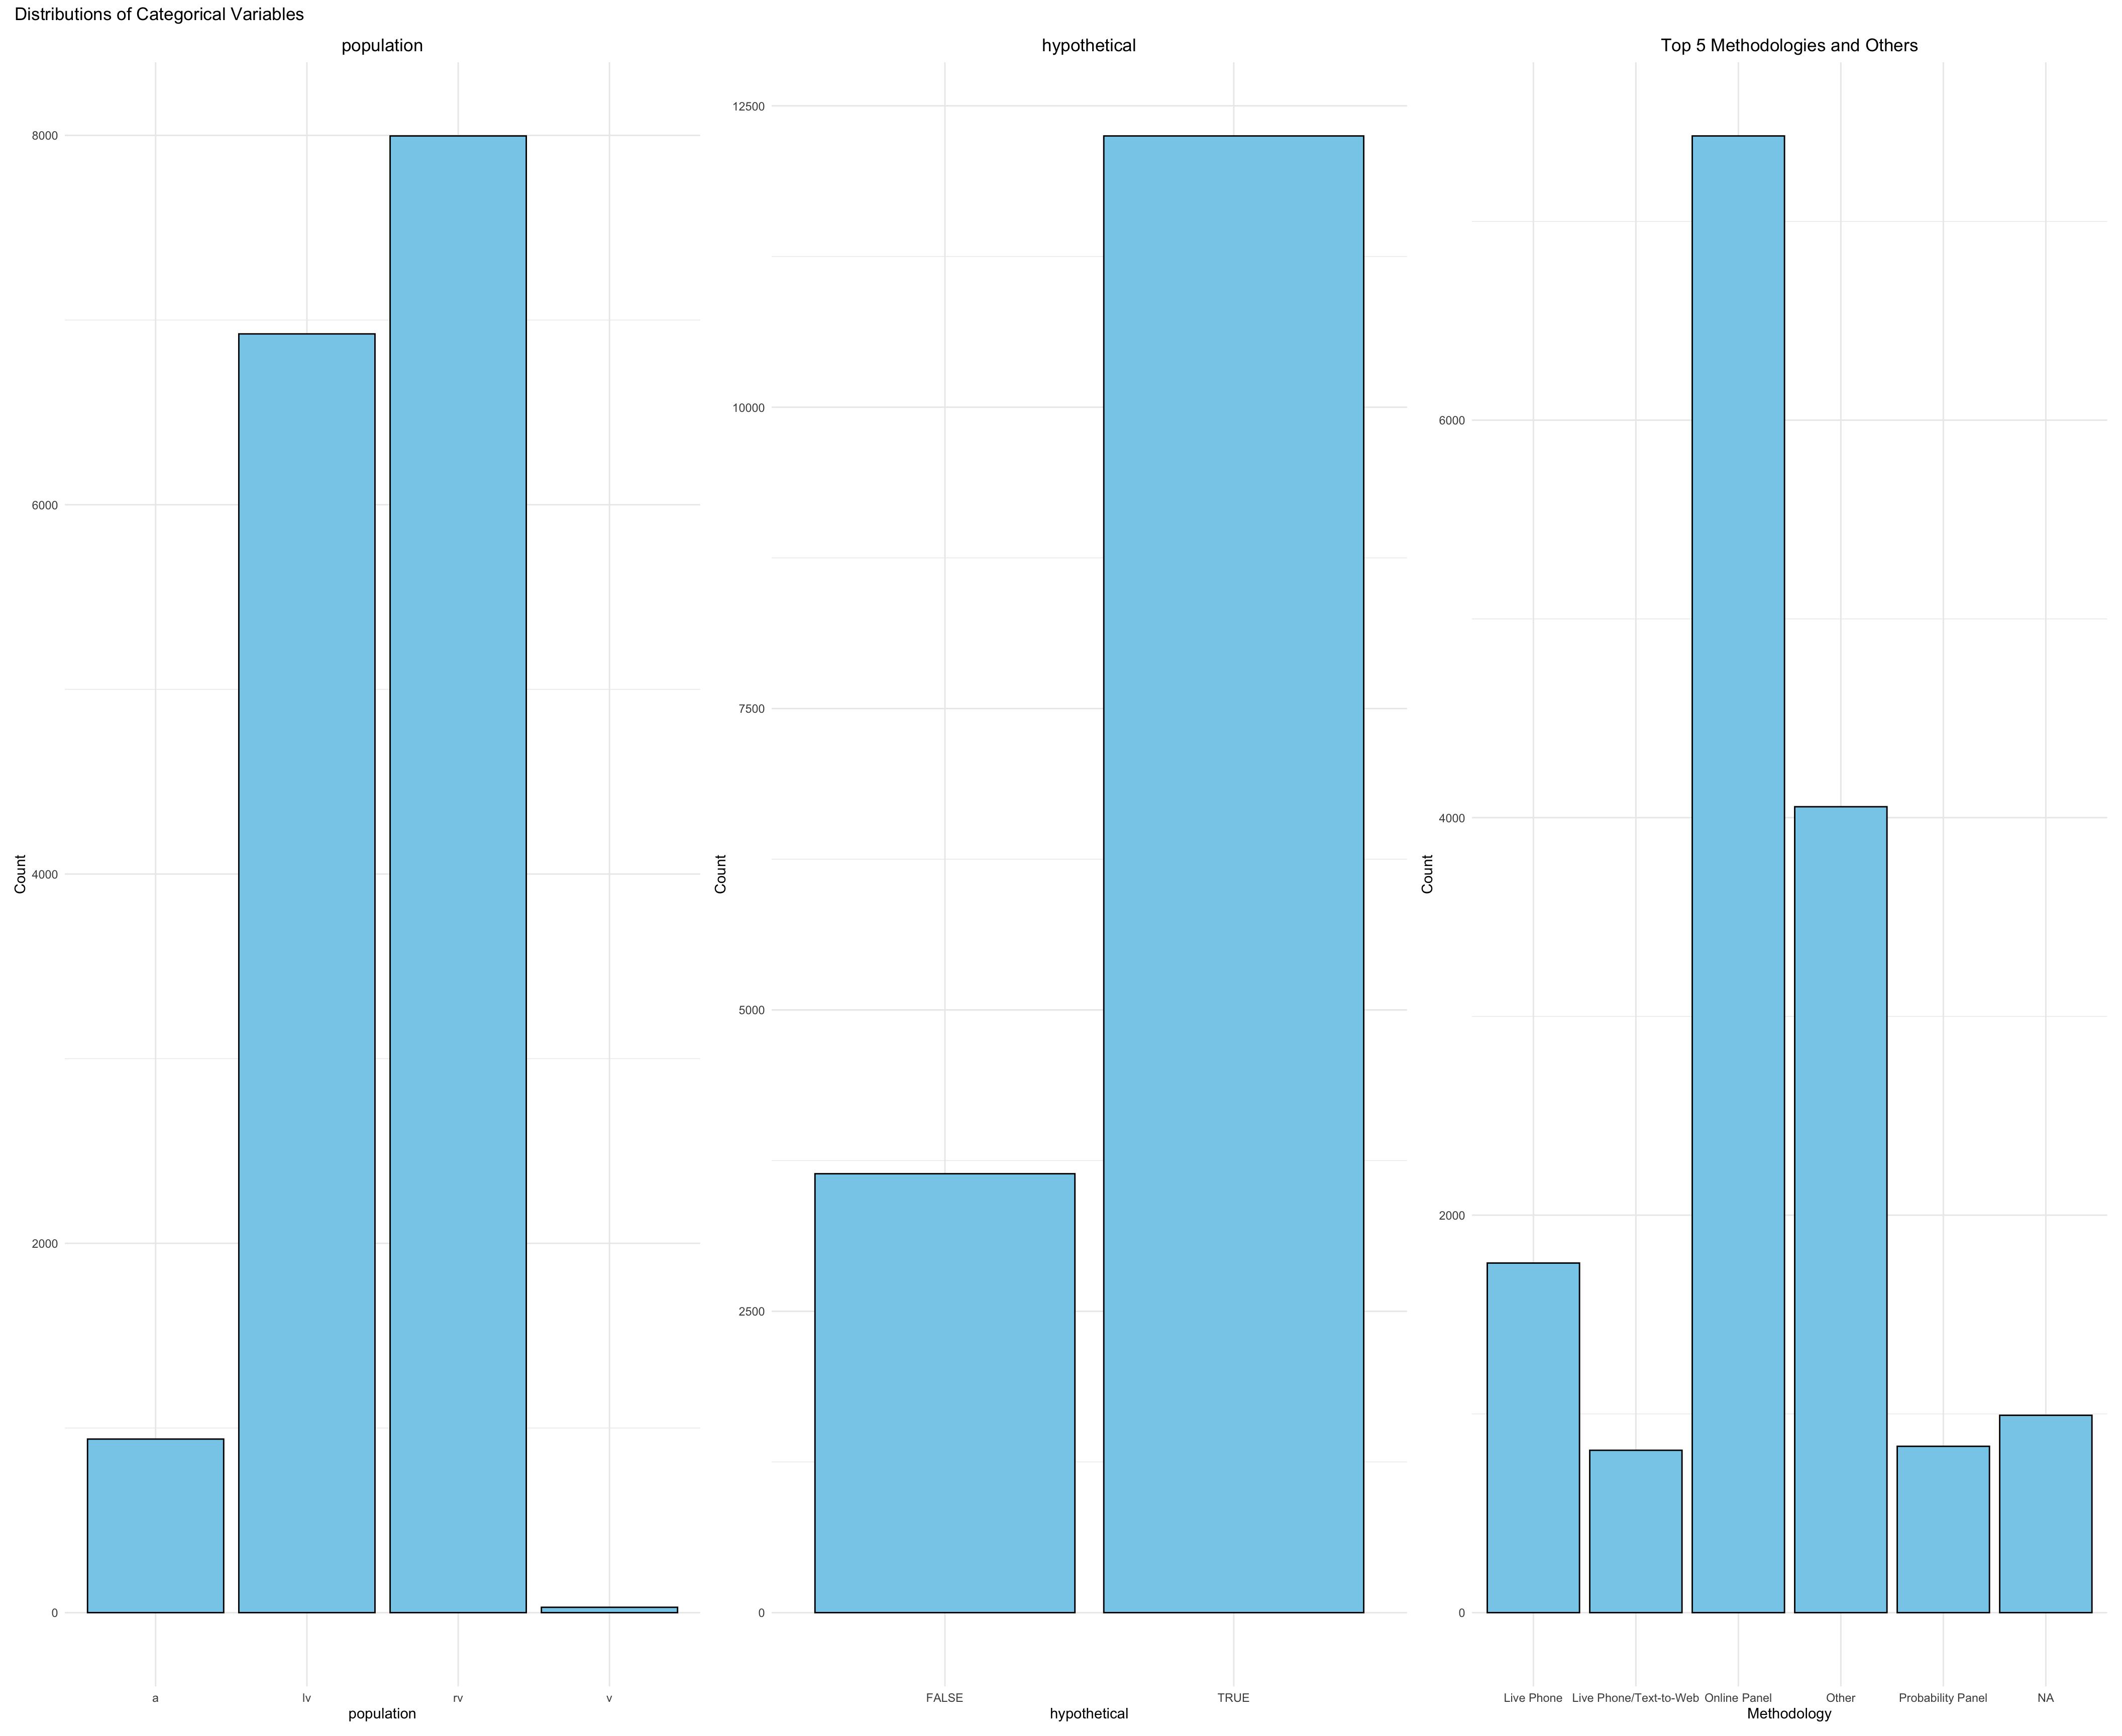 Distributions of Categorical Variables
population
8000
6000
4000
2000
0
Count
a lv rv v
population
hypothetical
12500
10000
7500
5000
2500
0
Count
FALSE TRUE
hypothetical
Top 5 Methodologies and Others
6000
4000
2000
0
Count
Live Phone Live Phone/Text-to-Web Online Panel Other Probability Panel NA
Methodology